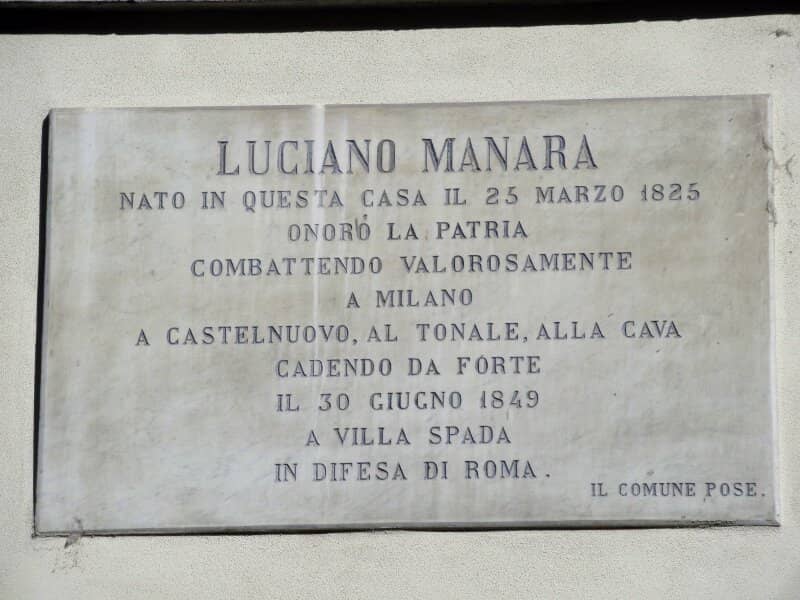 LUCIANO MANARA
NATO IN QUESTA CASA IL 25 MARZO 1825
ONORÒ LA PATRIA
COMBATTENDO VALOROSAMENTE
A MILANO
A CASTELNUOVO, AL TONALE, ALLA CAVA
CADENDO DA FORTE
IL 30 GIUGNO 1849
A VILLA SPADA
IN DIFESA DI ROMA.
IL COMUNE POSE.